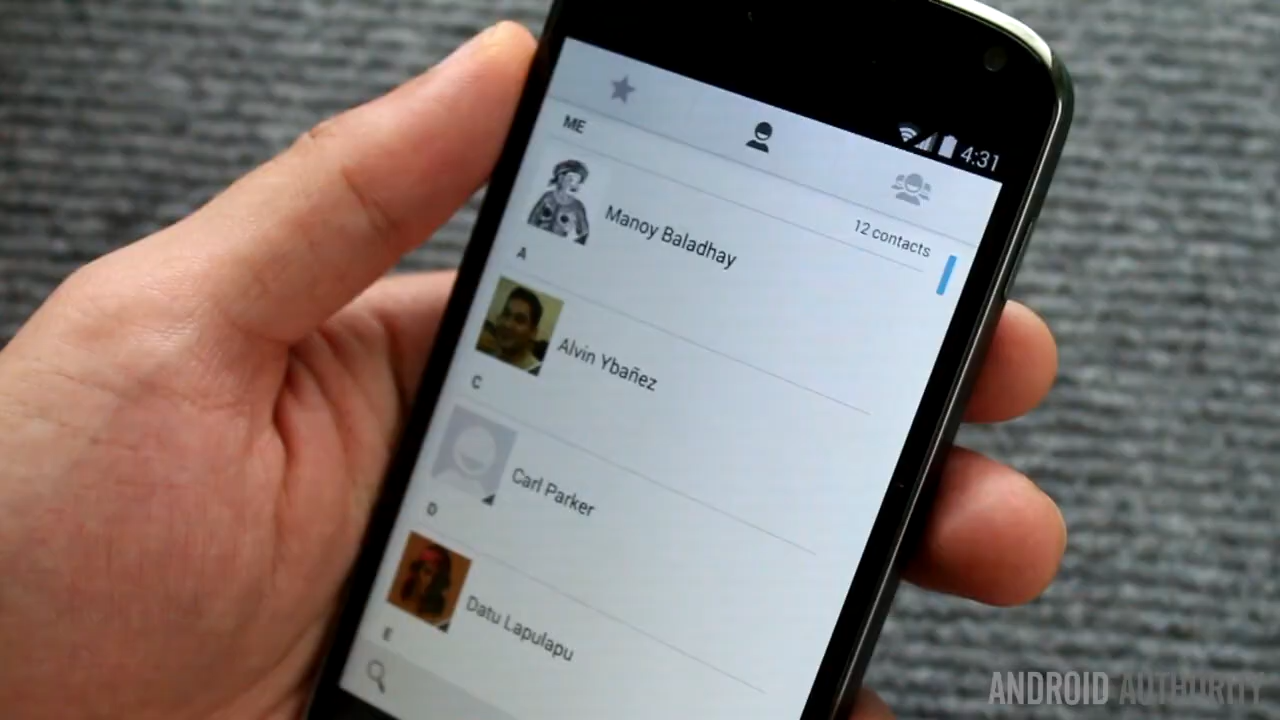 4:31
ME
12 contacts
Manoy Baladhay
A
Alvin Ybañez
C
Carl Parker
D
Datu Lapulapu
E
ANDROID AUTHORITY